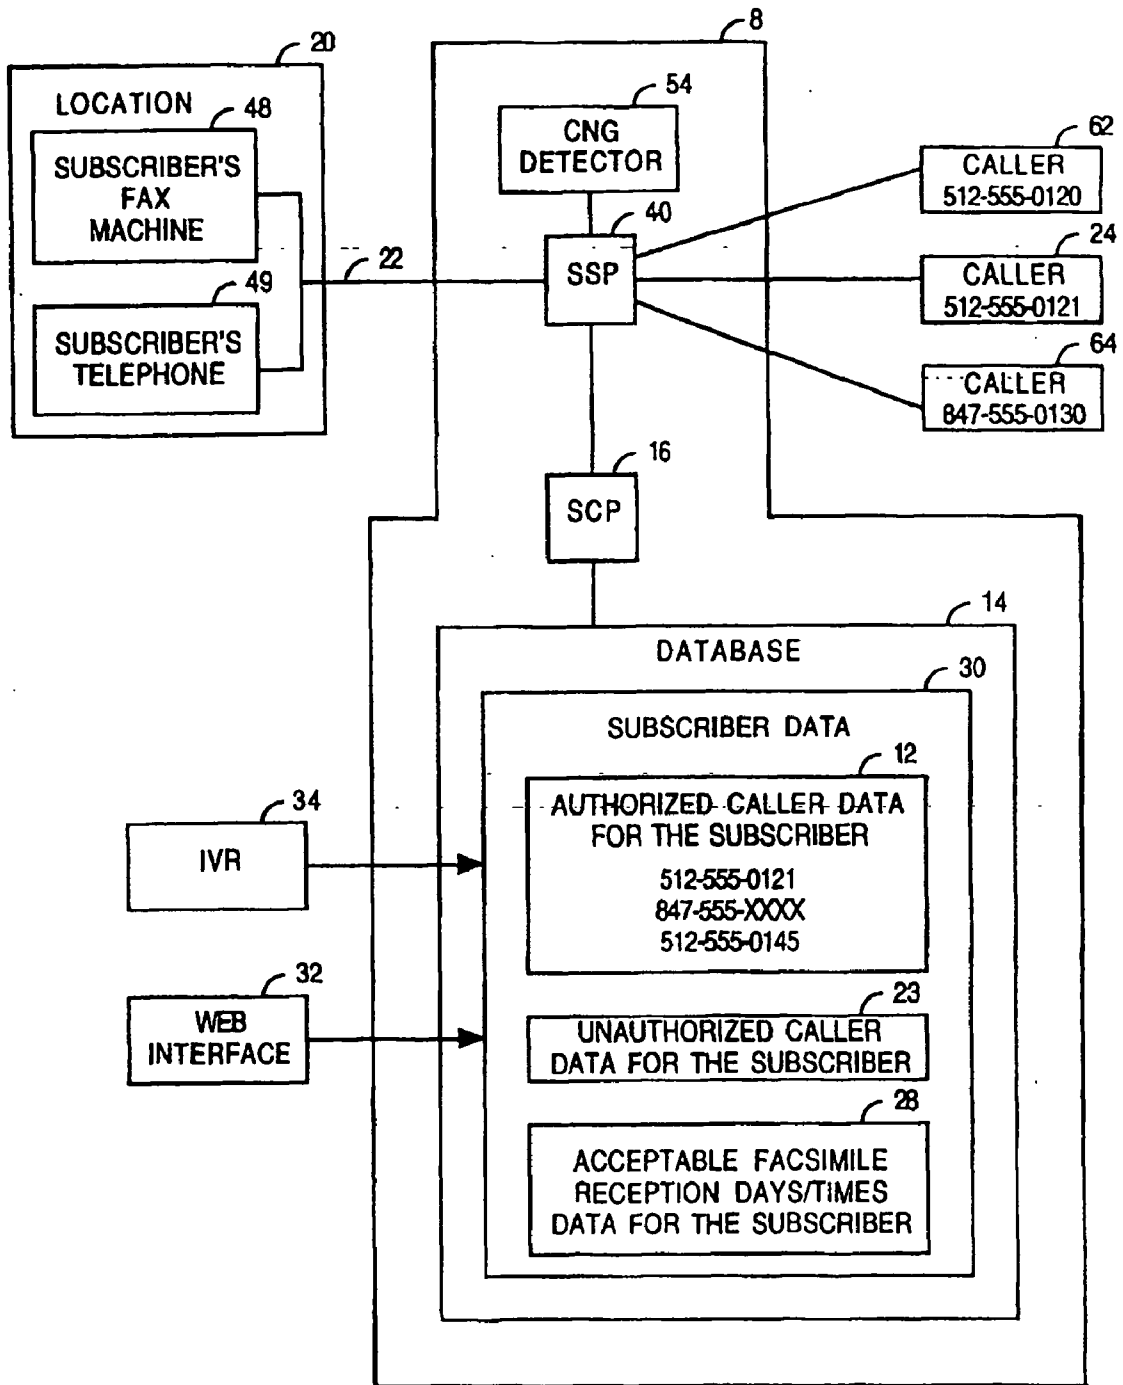 8
20
LOCATION
48
SUBSCRIBER'S
FAX
MACHINE
49
SUBSCRIBER'S
TELEPHONE
22
54
CNG
DETECTOR
40
SSP
62
CALLER
512-555-0120
24
CALLER
512-555-0121
64
CALLER
847-555-0130
16
SCP
14
DATABASE
30
SUBSCRIBER DATA
12
AUTHORIZED CALLER DATA
FOR THE SUBSCRIBER
512-555-0121
847-555-XXXX
512-555-0145
34
IVR
32
WEB
INTERFACE
23
UNAUTHORIZED CALLER
DATA FOR THE SUBSCRIBER
28
ACCEPTABLE FACSIMILE
RECEPTION DAYS/TIMES
DATA FOR THE SUBSCRIBER